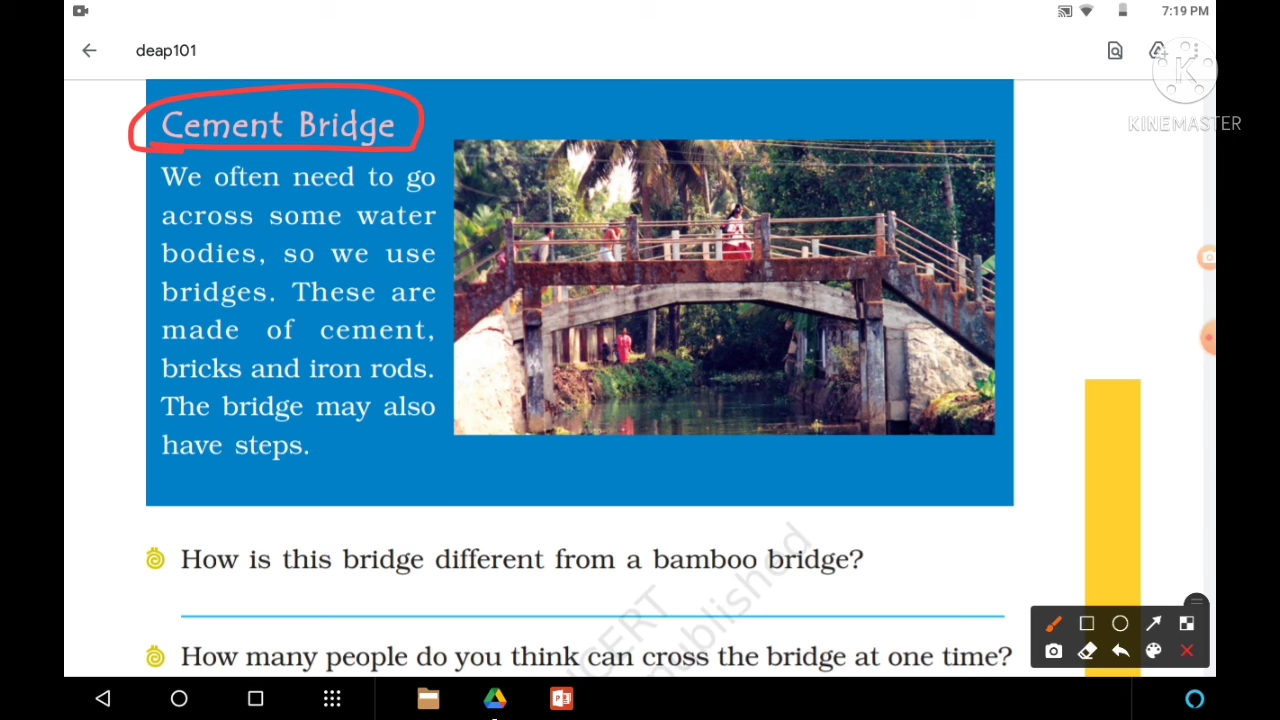 7:19 PM
deap101
KINEMASTER
Cement Bridge
We often need to go
across some water
bodies, so we use
bridges. These are
made of cement,
bricks and iron rods.
The bridge may also
have steps.
How is this bridge different from a bamboo bridge?
How many people do you think can cross the bridge at one time?